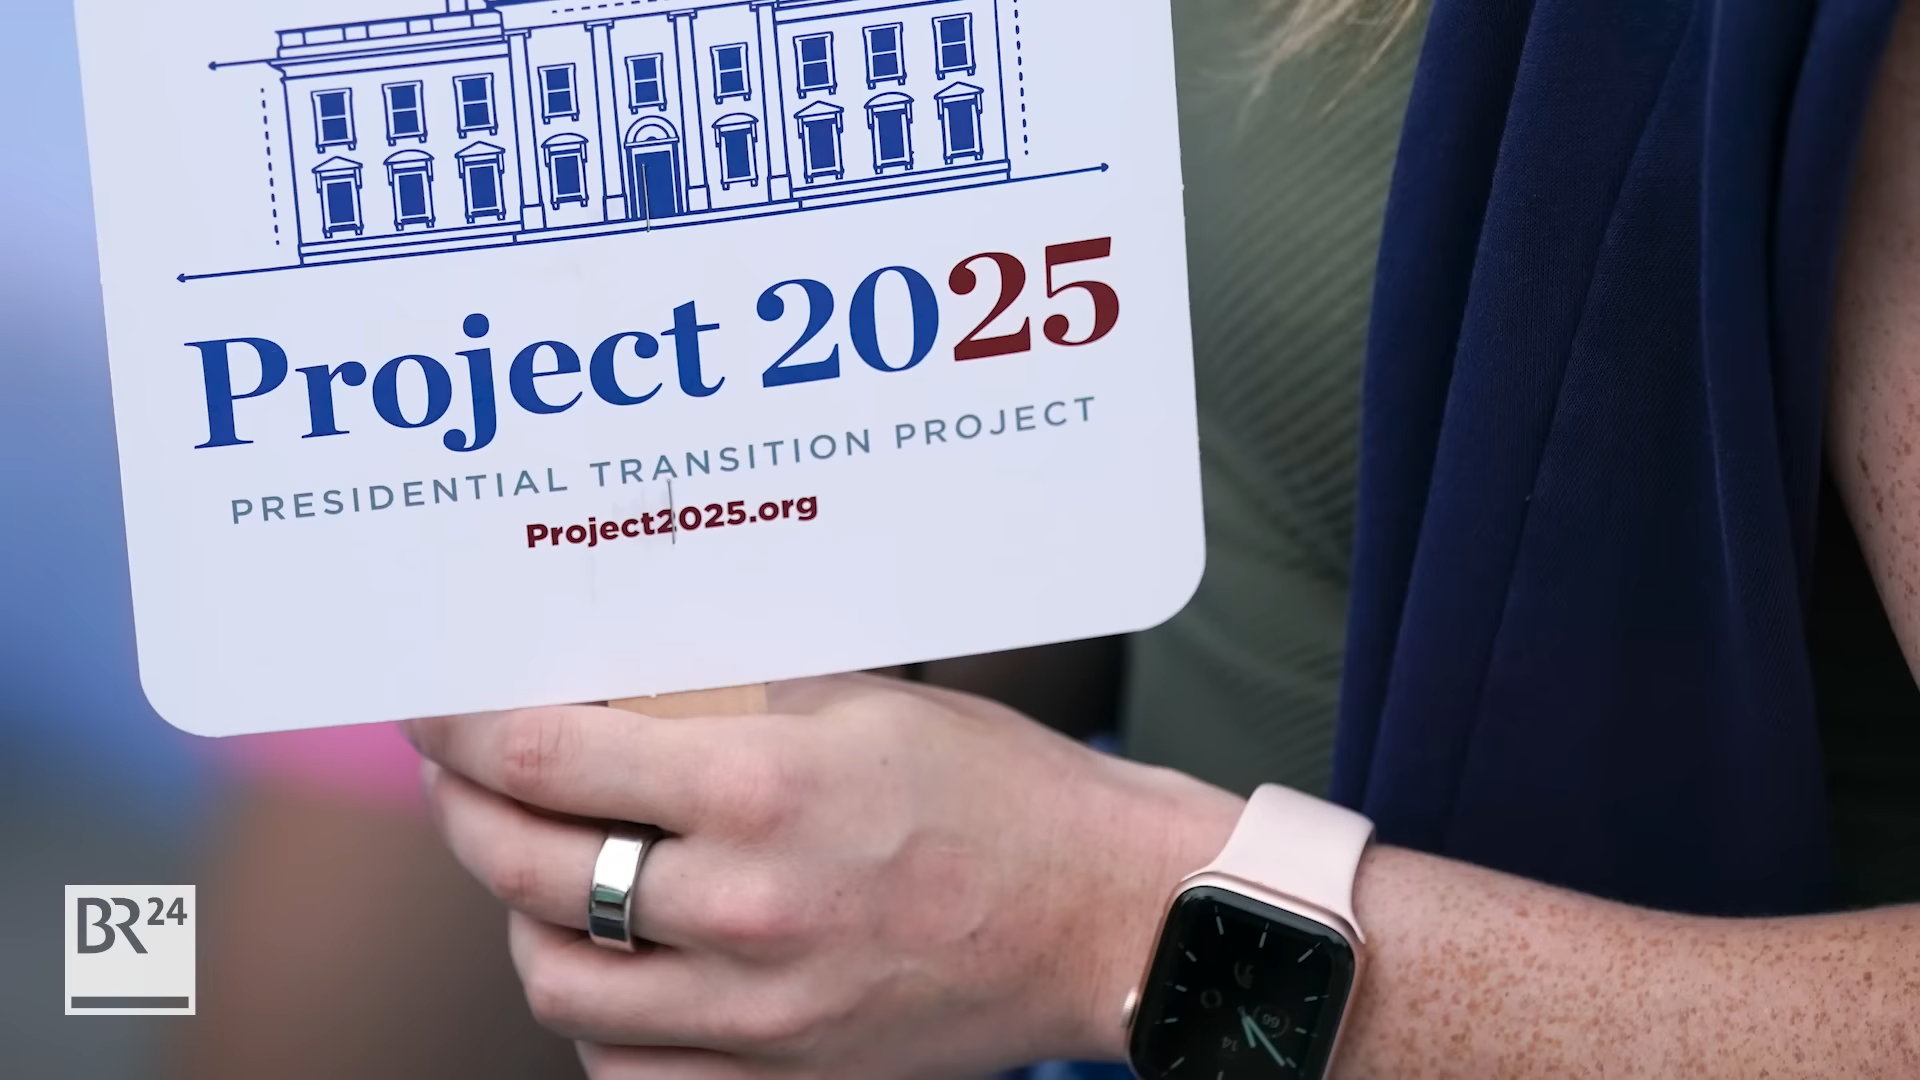 Project 2025
PRESIDENTIAL TRANSITION PROJECT
Project2025.org
BR24